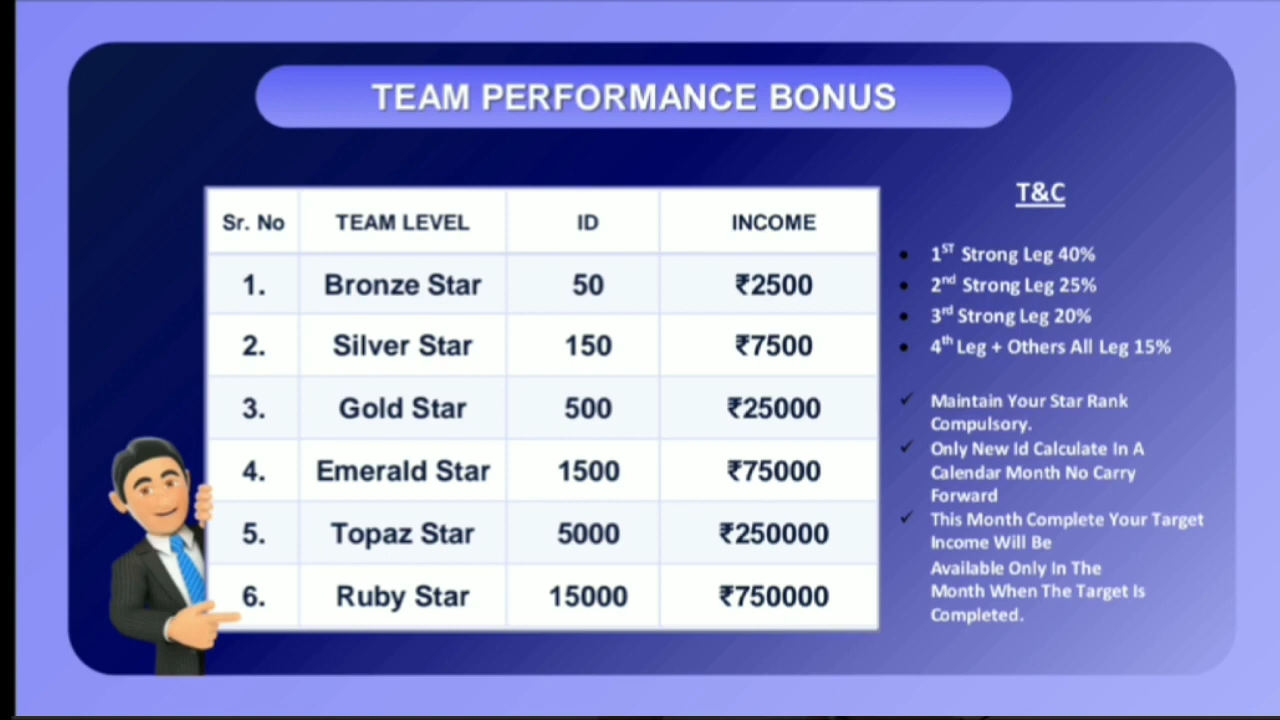 TEAM PERFORMANCE BONUS
Sr. No TEAM LEVEL ID INCOME
1. Bronze Star 50 ₹2500
2. Silver Star 150 ₹7500
3. Gold Star 500 ₹25000
4. Emerald Star 1500 ₹75000
5. Topaz Star 5000 ₹250000
6. Ruby Star 15000 ₹750000
T&C
1ST Strong Leg 40%
2nd Strong Leg 25%
3rd Strong Leg 20%
4th Leg + Others All Leg 15%
Maintain Your Star Rank
Compulsory.
Only New Id Calculate In A
Calendar Month No Carry
Forward
This Month Complete Your Target
Income Will Be
Available Only In The
Month When The Target Is
Completed.